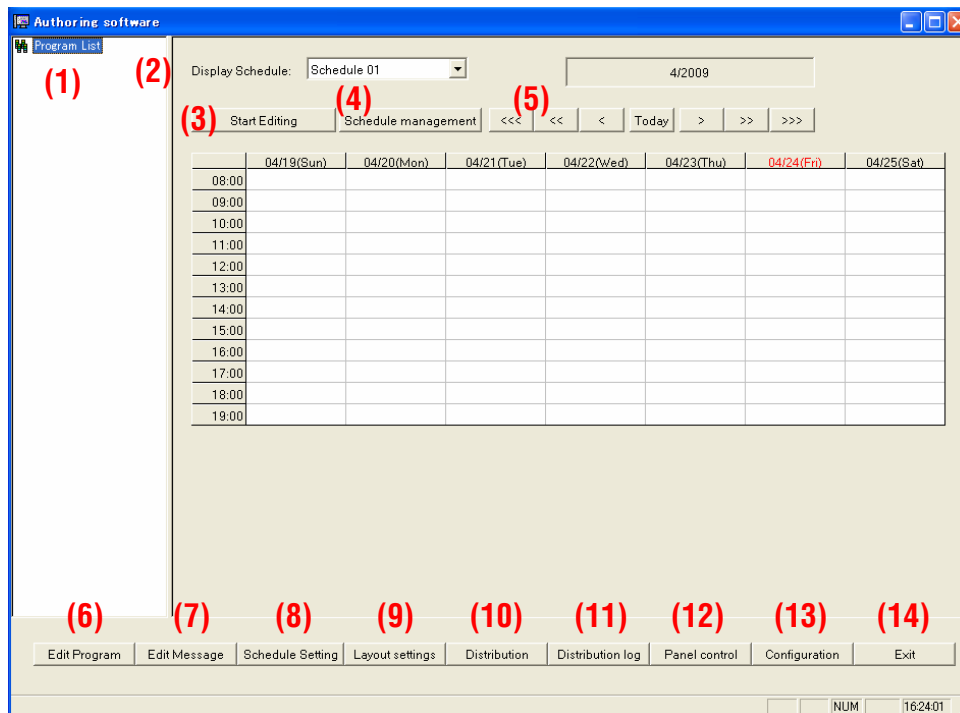 Authoring software
Program List
(1)
(2)
Display Schedule: Schedule 01
4/2009
(3)
(4)
(5)
Start Editing Schedule management <<< << < Today > >> >>>
04/19(Sun) 04/20(Mon) 04/21(Tue) 04/22(Wed) 04/23(Thu) 04/24(Fri) 04/25(Sat)
08:00
09:00
10:00
11:00
12:00
13:00
14:00
15:00
16:00
17:00
18:00
19:00
(6) (7) (8) (9) (10) (11) (12) (13) (14)
Edit Program Edit Message Schedule Setting Layout settings Distribution Distribution log Panel control Configuration Exit
NUM 16:24:01